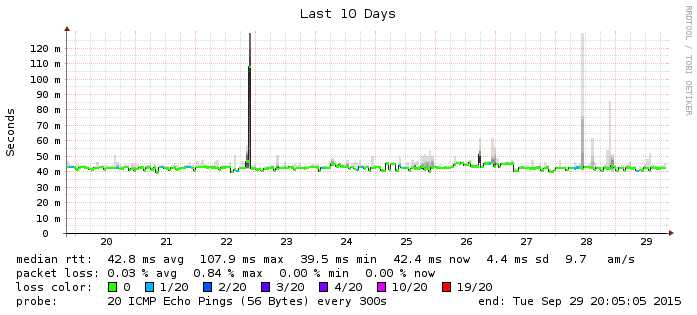 Last 10 Days
RRDTOOL / TOBI OETIKER
Seconds
120 m
110 m
100 m
90 m
80 m
70 m
60 m
50 m
40 m
30 m
20 m
10 m
0
20 21 22 23 24 25 26 27 28 29
median rtt: 42.8 ms avg 107.9 ms max 39.5 ms min 42.4 ms now 4.4 ms sd 9.7 am/s
packet loss: 0.03 % avg 0.84 % max 0.00 % min 0.00 % now
loss color: 0 1/20 2/20 3/20 4/20 10/20 19/20
probe: 20 ICMP Echo Pings (56 Bytes) every 300s end: Tue Sep 29 20:05:05 2015